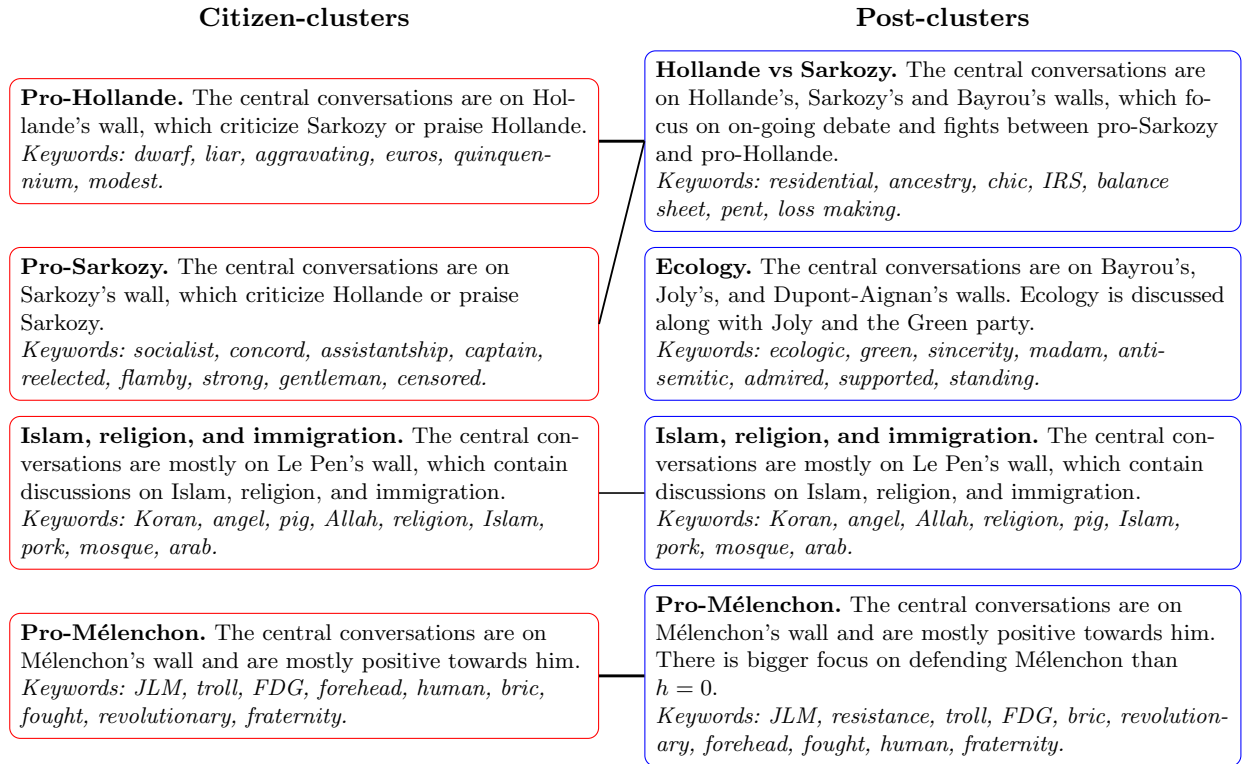 Citizen-clusters
Pro-Hollande. The central conversations are on Hol-
lande's wall, which criticize Sarkozy or praise Hollande.
Keywords: dwarf, liar, aggravating, euros, quinquen-
nium, modest.
Pro-Sarkozy. The central conversations are on
Sarkozy's wall, which criticize Hollande or praise
Sarkozy.
Keywords: socialist, concord, assistantship, captain,
reelected, flamby, strong, gentleman, censored.
Islam, religion, and immigration. The central con-
versations are mostly on Le Pen's wall, which contain
discussions on Islam, religion, and immigration.
Keywords: Koran, angel, pig, Allah, religion, Islam,
pork, mosque, arab.
Pro-Mélenchon. The central conversations are on
Mélenchon's wall and are mostly positive towards him.
Keywords: JLM, troll, FDG, forehead, human, bric,
fought, revolutionary, fraternity.
Post-clusters
Hollande vs Sarkozy. The central conversations are
on Hollande's, Sarkozy's and Bayrou's walls, which fo-
cus on on-going debate and fights between pro-Sarkozy
and pro-Hollande.
Keywords: residential, ancestry, chic, IRS, balance
sheet, pent, loss making.
Ecology. The central conversations are on Bayrou's,
Joly's, and Dupont-Aignan's walls. Ecology is discussed
along with Joly and the Green party.
Keywords: ecologic, green, sincerity, madam, anti-
semitic, admired, supported, standing.
Islam, religion, and immigration. The central con-
versations are mostly on Le Pen's wall, which contain
discussions on Islam, religion, and immigration.
Keywords: Koran, angel, Allah, religion, pig, Islam,
pork, mosque, arab.
Pro-Mélenchon. The central conversations are on
Mélenchon's wall and are mostly positive towards him.
There is bigger focus on defending Mélenchon than
h = 0.
Keywords: JLM, resistance, troll, FDG, bric, revolution-
ary, forehead, fought, human, fraternity.